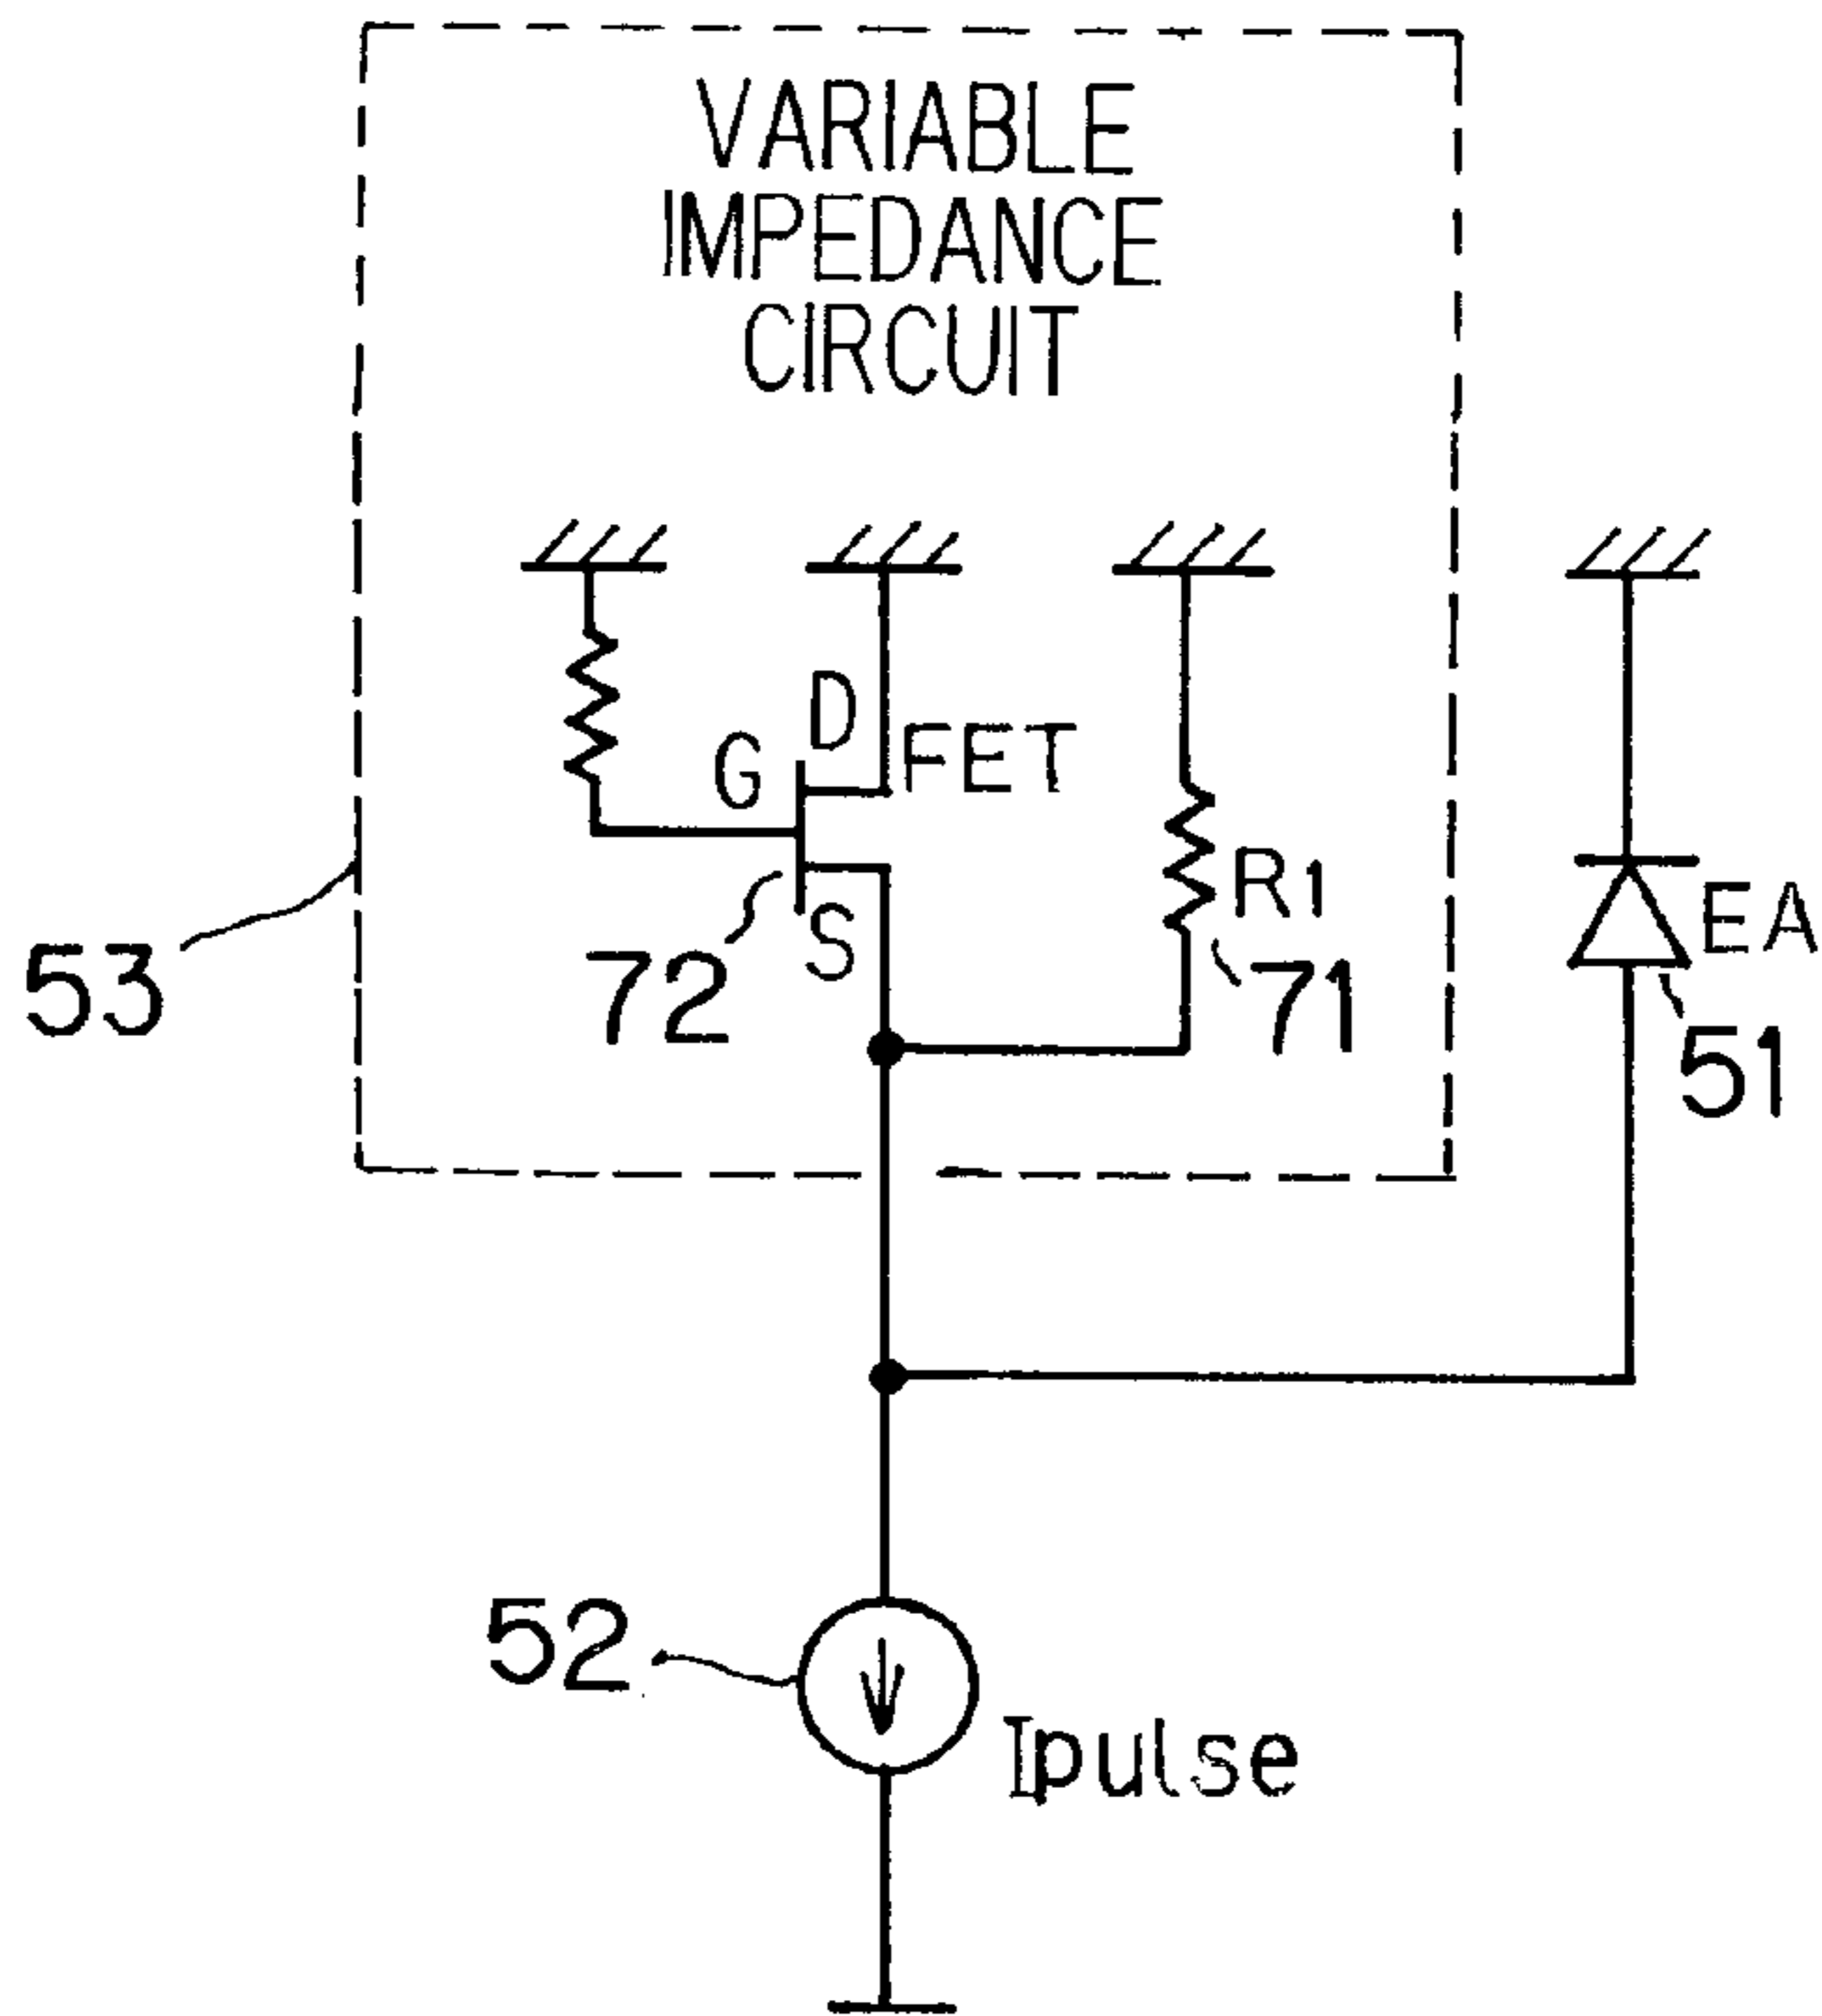 VARIABLE
IMPEDANCE
CIRCUIT
D
G
FET
R1
EA
S
53
72
71
51
52
Ipulse